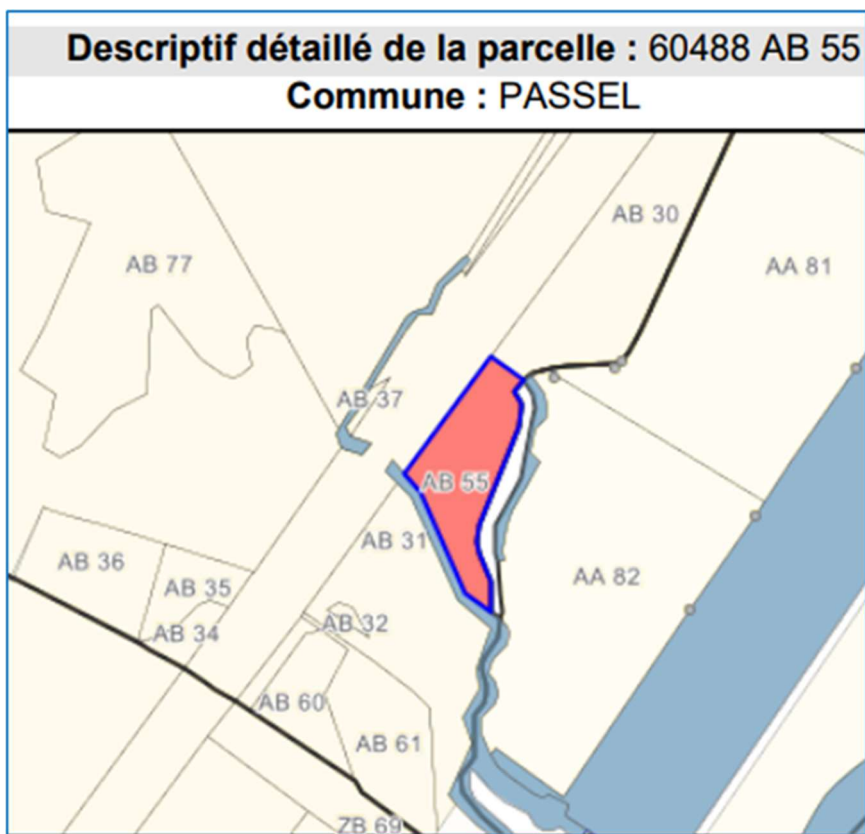 Descriptif détaillé de la parcelle : 60488 AB 55
Commune : PASSEL
AB 30
AB 77
AA 81
AB 37
AB 55
AB 31
AB 36
AB 35
AA 82
AB 34
AB 32
AB 60
AB 61
ZB 69